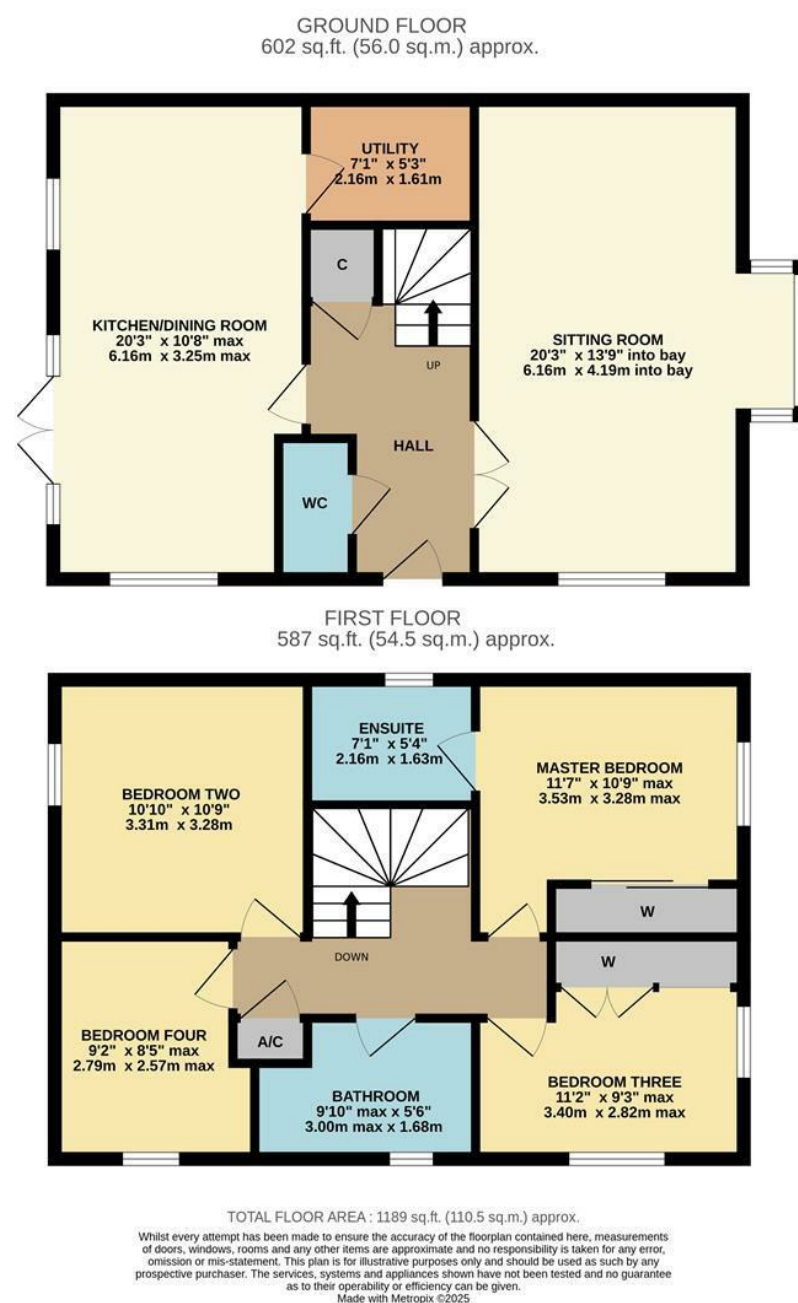 GROUND FLOOR
602 sq.ft. (56.0 sq.m.) approx.
UTILITY
7'1" x 5'3"
2.16m x 1.61m
C
KITCHEN/DINING ROOM
20'3" x 10'8" max
6.16m x 3.25m max
SITTING ROOM
20'3" x 13'9" into bay
6.16m x 4.19m into bay
UP
HALL
WC
FIRST FLOOR
587 sq.ft. (54.5 sq.m.) approx.
ENSUITE
7'1" x 5'4"
2.16m x 1.63m
MASTER BEDROOM
11'7" x 10'9" max
3.53m x 3.28m max
BEDROOM TWO
10'10" x 10'9"
3.31m x 3.28m
W
DOWN
W
BEDROOM FOUR
9'2" x 8'5" max
2.79m x 2.57m max
A/C
BATHROOM
9'10" max x 5'6"
3.00m max x 1.68m
BEDROOM THREE
11'2" x 9'3" max
3.40m x 2.82m max
TOTAL FLOOR AREA : 1189 sq.ft. (110.5 sq.m.) approx.
Whilst every attempt has been made to ensure the accuracy of the floorplan contained here, measurements
of doors, windows, rooms and any other items are approximate and no responsibility is taken for any error,
omission or mis-statement. This plan is for illustrative purposes only and should be used as such by any
prospective purchaser. The services, systems and appliances shown have not been tested and no guarantee
as to their operability or efficiency can be given.
Made with Metropix ©2025